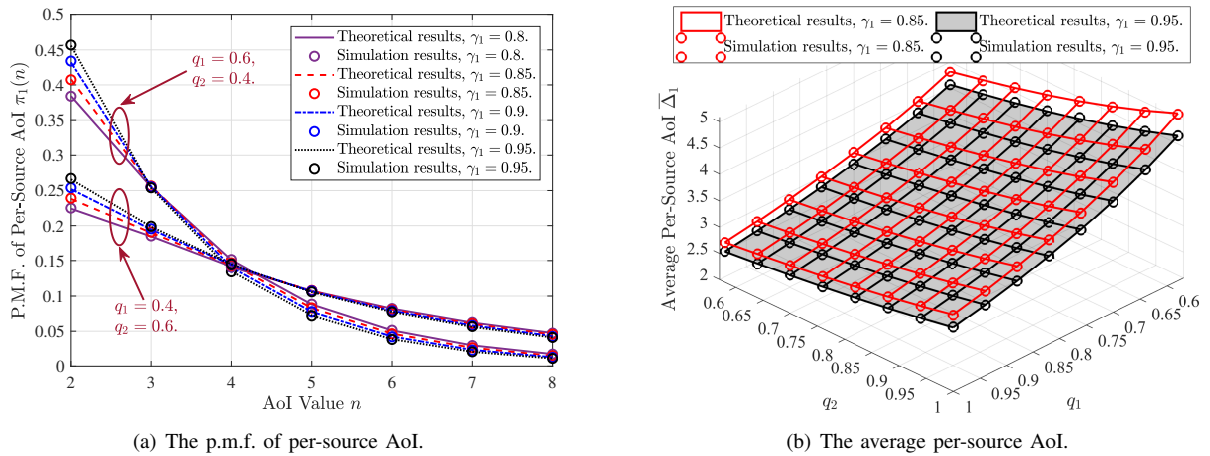 P.M.F. of Per-Source AoI π₁(n)
0.45
0.4
0.35
0.3
0.25
0.2
0.15
0.1
0.05
0
2
3
4
5
6
7
8
AoI Value n
q₁ = 0.6,
q₂ = 0.4.
q₁ = 0.4,
q₂ = 0.6.
Theoretical results, γ₁ = 0.8.
Simulation results, γ₁ = 0.8.
Theoretical results, γ₁ = 0.85.
Simulation results, γ₁ = 0.85.
Theoretical results, γ₁ = 0.9.
Simulation results, γ₁ = 0.9.
Theoretical results, γ₁ = 0.95.
Simulation results, γ₁ = 0.95.
(a) The p.m.f. of per-source AoI.
Theoretical results, γ₁ = 0.85.
Simulation results, γ₁ = 0.85.
Theoretical results, γ₁ = 0.95.
Simulation results, γ₁ = 0.95.
Average Per-Source AoI Δ̅₁
5
4.5
4
3.5
3
2.5
2
0.6
0.65
0.7
0.75
0.8
0.85
0.9
0.95
1
q₂
1
0.95
0.9
0.85
0.8
0.75
0.7
0.65
0.6
q₁
(b) The average per-source AoI.